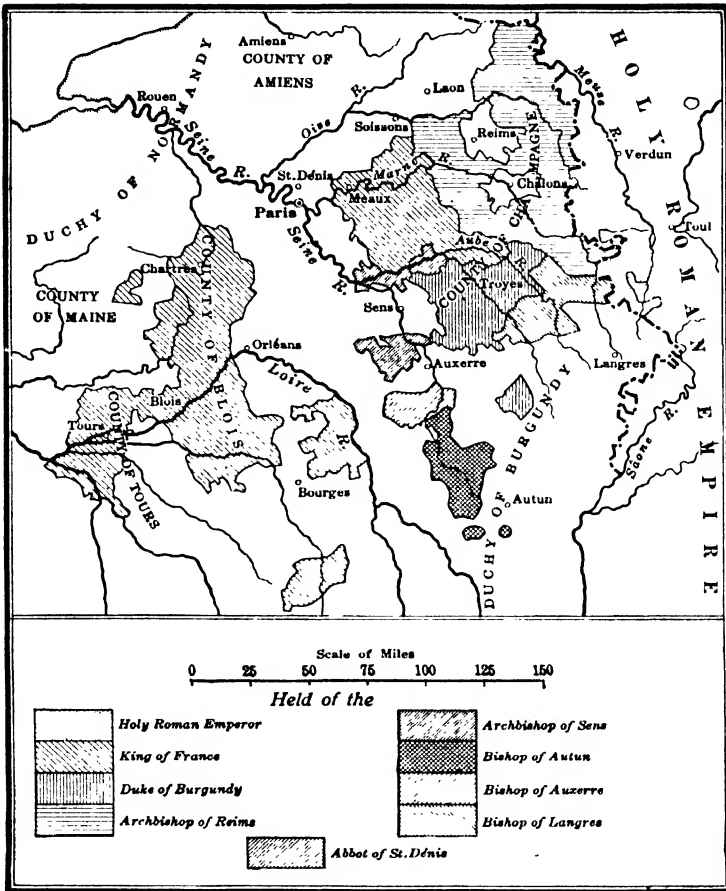 Amiens
COUNTY OF
AMIENS
HOLY ROMAN EMPIRE
DUCHY OF NORMANDY
Rouen
Laon
Meuse R.
Oise R.
Soissons
Reims
Verdun
Seine R.
St.Dénis
Marne R.
Meaux
Chalons
COUNTY OF CHAMPAGNE
Paris
Toul
Seine R.
Aube R.
Chartres
COUNTY
OF MAINE
COUNTY OF BLOIS
Sens
Troyes
Orléans
Auxerre
Langres
Loire R.
Blois
Tours
COUNTY OF TOURS
Saône R.
DUCHY OF BURGUNDY
Bourges
Autun
Scale of Miles
0 25 50 75 100 125 150
Held of the
Holy Roman Emperor
King of France
Duke of Burgundy
Archbishop of Reims
Archbishop of Sens
Bishop of Autun
Bishop of Auxerre
Bishop of Langres
Abbot of St.Dénis